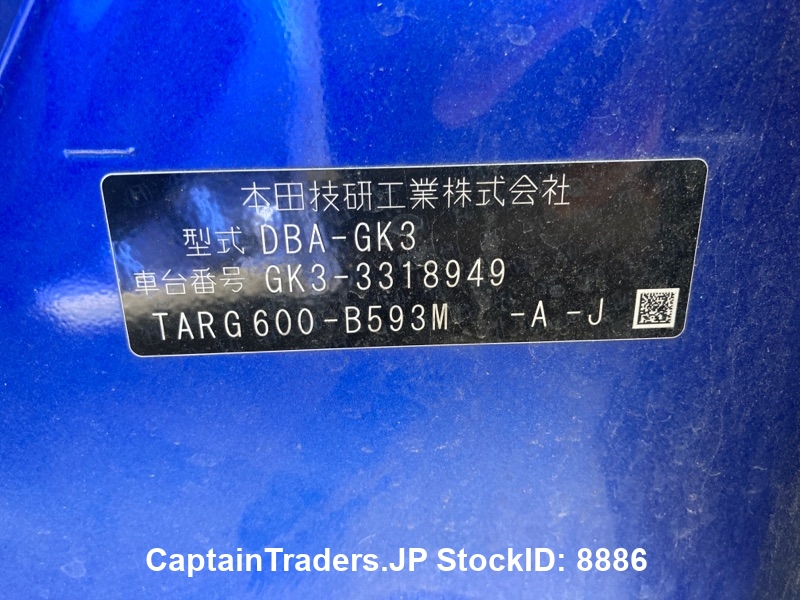 本田技研工業株式会社
型式 DBA-GK3
車台番号 GK3-3318949
TARG600-B593M -A -J
CaptainTraders.JP StockID: 8886